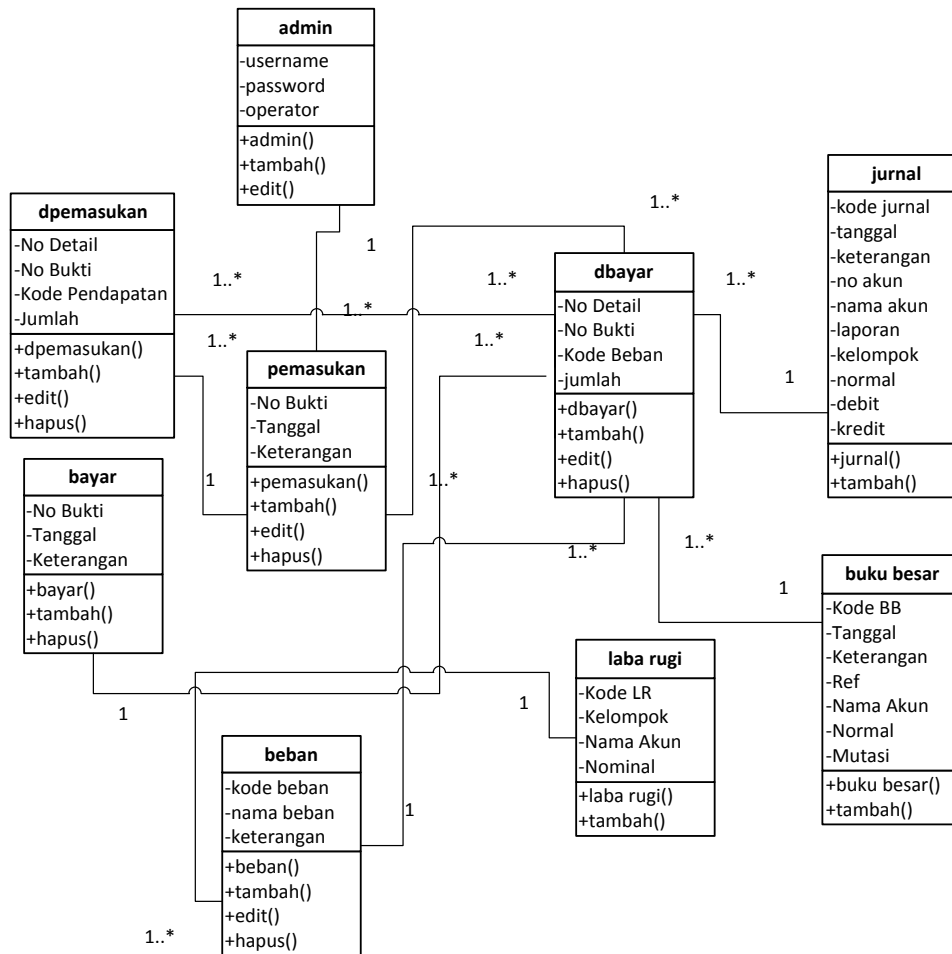 admin
-username
-password
-operator
+admin()
+tambah()
+edit()
dpemasukan
-No Detail
-No Bukti
-Kode Pendapatan
-Jumlah
+dpemasukan()
+tambah()
+edit()
+hapus()
jurnal
-kode jurnal
-tanggal
-keterangan
-no akun
-nama akun
-laporan
-kelompok
-normal
-debit
-kredit
+jurnal()
+tambah()
dbayar
-No Detail
-No Bukti
-Kode Beban
-jumlah
+dbayar()
+tambah()
+edit()
+hapus()
pemasukan
-No Bukti
-Tanggal
-Keterangan
+pemasukan()
+tambah()
+edit()
+hapus()
bayar
-No Bukti
-Tanggal
-Keterangan
+bayar()
+tambah()
+hapus()
buku besar
-Kode BB
-Tanggal
-Keterangan
-Ref
-Nama Akun
-Normal
-Mutasi
+buku besar()
+tambah()
laba rugi
-Kode LR
-Kelompok
-Nama Akun
-Nominal
+laba rugi()
+tambah()
beban
-kode beban
-nama beban
-keterangan
+beban()
+tambah()
+edit()
+hapus()
1..*
1
1..*
1..*
1..*
1..*
1..*
1..*
1
1
1..*
1..*
1..*
1
1
1
1
1..*